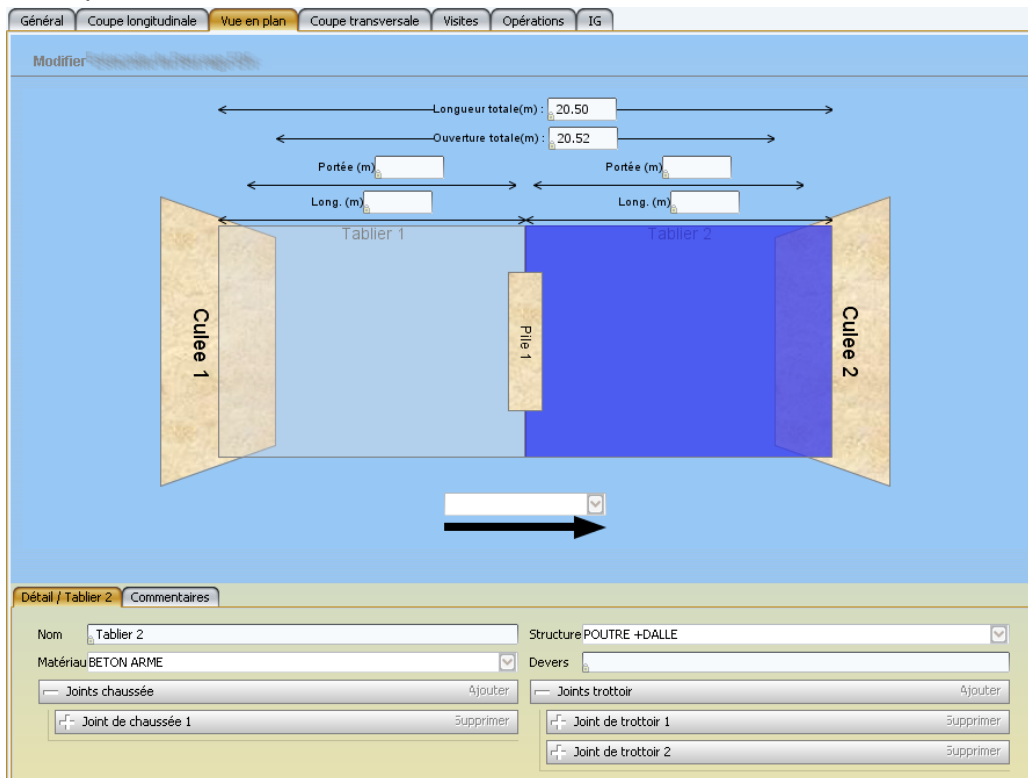 Général Coupe longitudinale Vue en plan Coupe transversale Visites Opérations IG
Modifier
Longueur totale(m) : 20.50
Ouverture totale(m) : 20.52
Portée (m) Portée (m)
Long. (m) Long. (m)
Tablier 1 Tablier 2
Culee 1
Pile 1
Culee 2
Détail / Tablier 2 Commentaires
Nom Tablier 2 Structure POUTRE +DALLE
Matériau BETON ARME Devers
Joints chaussée Ajouter Joints trottoir Ajouter
Joint de chaussée 1 Supprimer Joint de trottoir 1 Supprimer
Joint de trottoir 2 Supprimer